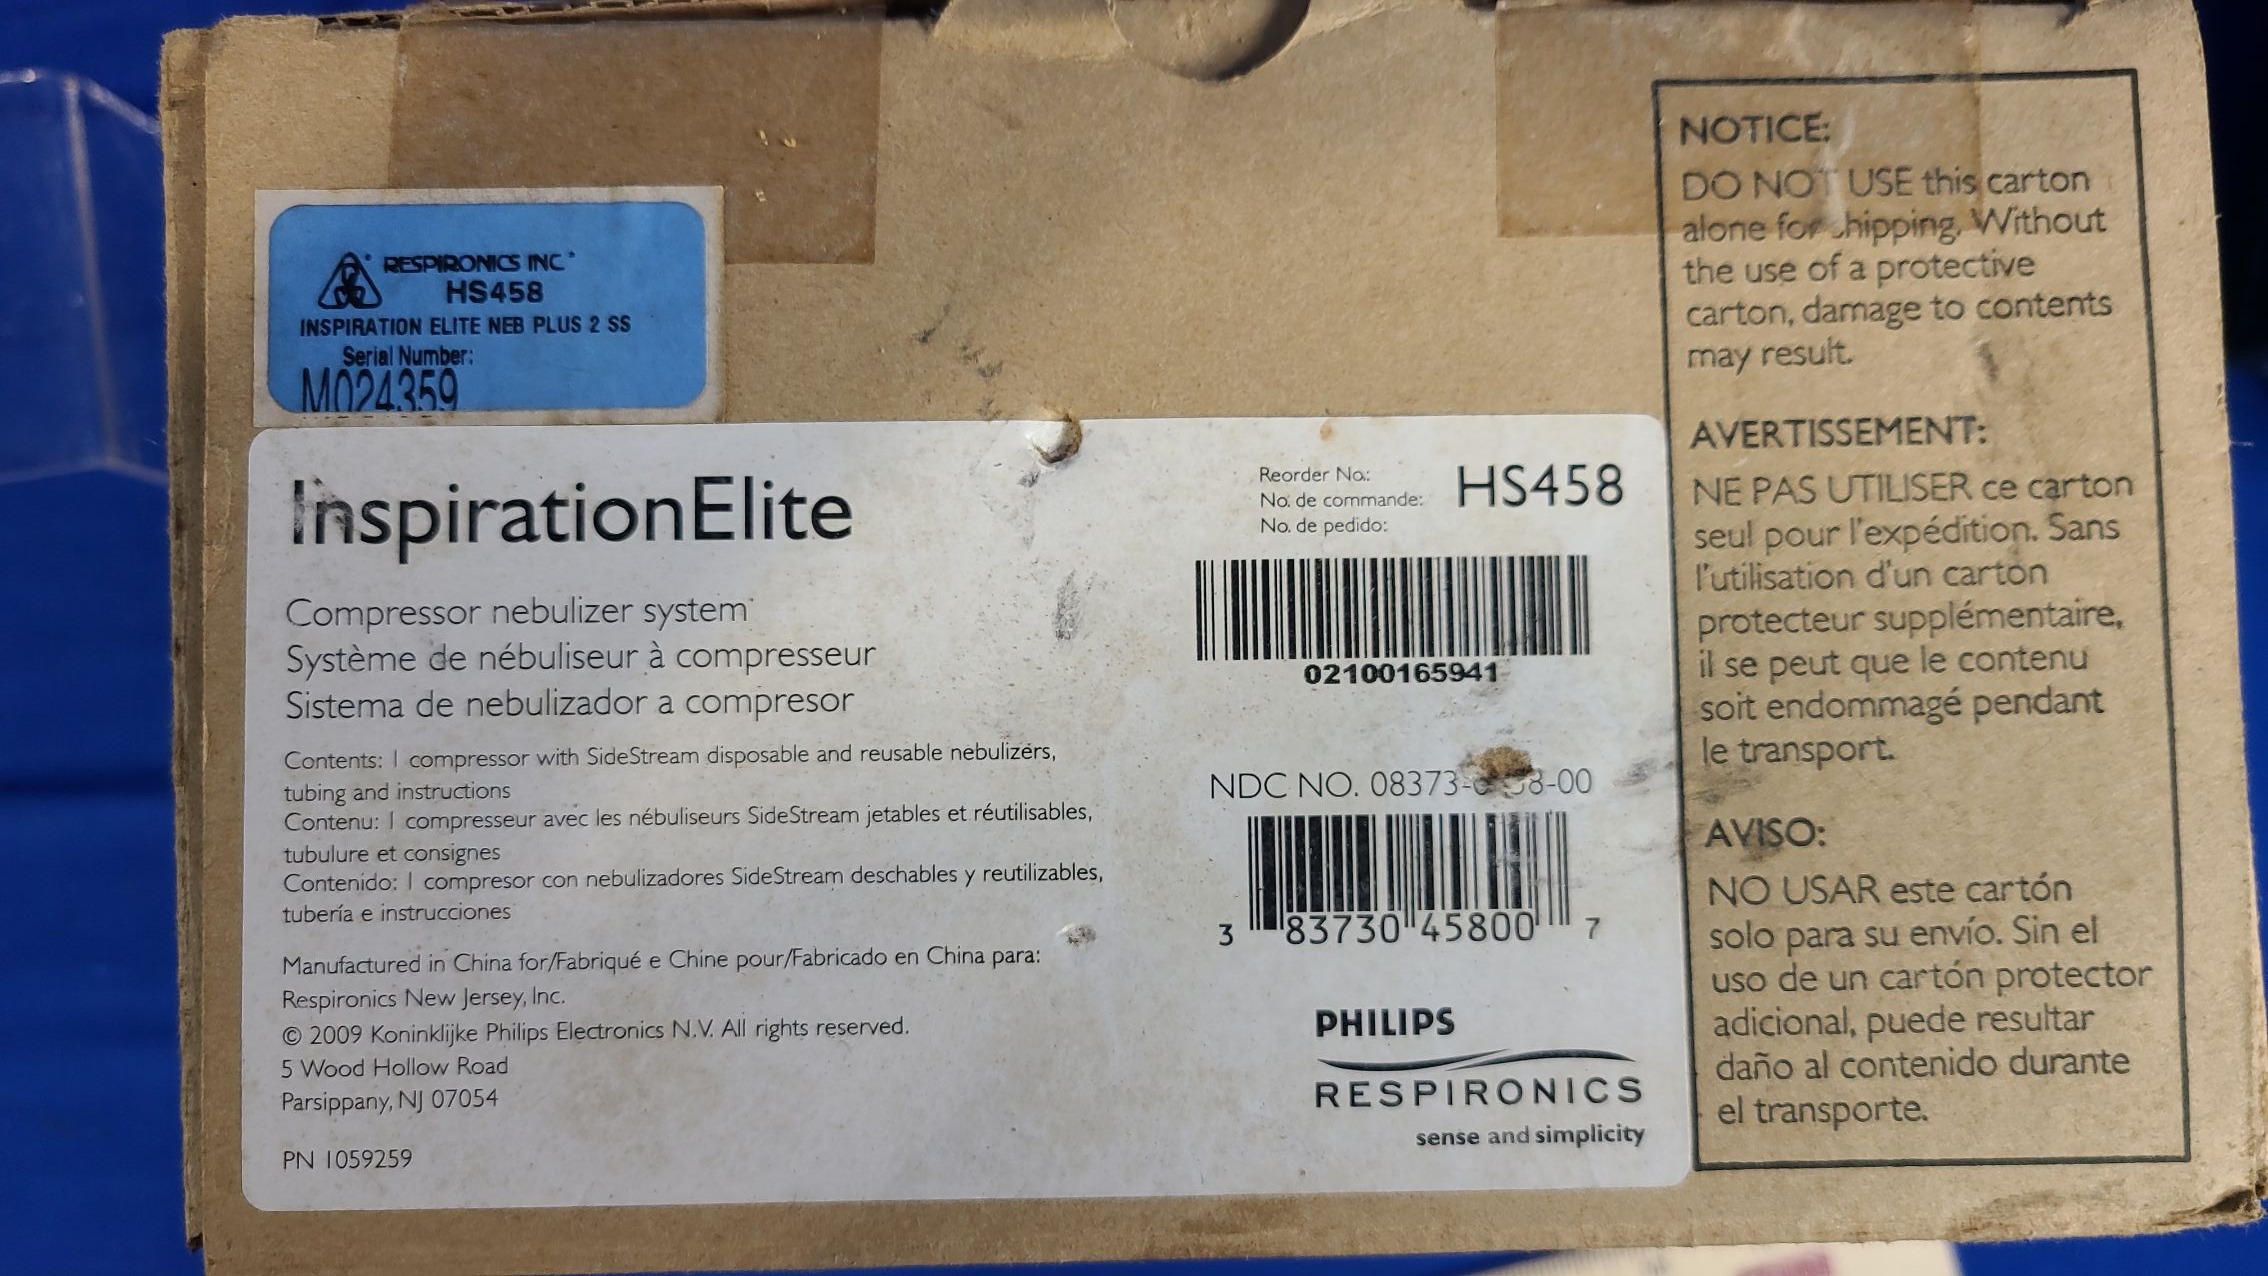 RESPIRONICS INC
HS458
INSPIRATION ELITE NEB PLUS 2 SS
Serial Number:
M024359
InspirationElite
Compressor nebulizer system
Système de nébuliseur à compresseur
Sistema de nebulizador a compresor
Contents: 1 compressor with SideStream disposable and reusable nebulizers,
tubing and instructions
Contenu: 1 compresseur avec les nébuliseurs SideStream jetables et réutilisables,
tubulure et consignes
Contenido: 1 compresor con nebulizadores SideStream deschables y reutilizables,
tubería e instrucciones
Manufactured in China for/Fabriqué e Chine pour/Fabricado en China para:
Respironics New Jersey, Inc.
© 2009 Koninklijke Philips Electronics N.V. All rights reserved.
5 Wood Hollow Road
Parsippany, NJ 07054
PN 1059259
Reorder No.:
No. de commande:
No. de pedido:
HS458
02100165941
NDC NO.
3 83730 45800 7
PHILIPS
RESPIRONICS
sense and simplicity
NOTICE:
DO NOT USE this carton
alone for shipping. Without
the use of a protective
carton, damage to contents
may result.
AVERTISSEMENT:
NE PAS UTILISER ce carton
seul pour l'expédition. Sans
l'utilisation d'un carton
protecteur supplémentaire,
il se peut que le contenu
soit endommagé pendant
le transport.
AVISO:
NO USAR este cartón
solo para su envío. Sin el
uso de un cartón protector
adicional, puede resultar
daño al contenido durante
el transporte.